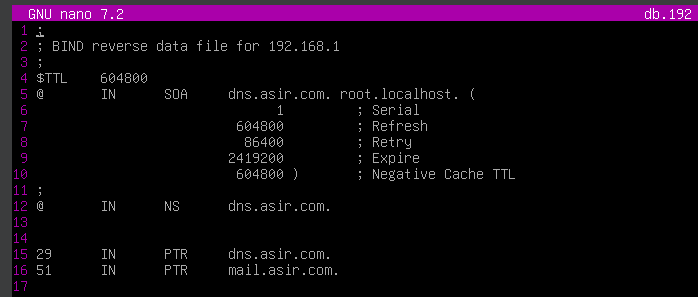 GNU nano 7.2 db.192
1 ;
2 ; BIND reverse data file for 192.168.1
3 ;
4 $TTL 604800
5 @ IN SOA dns.asir.com. root.localhost. (
6 1 ; Serial
7 604800 ; Refresh
8 86400 ; Retry
9 2419200 ; Expire
10 604800 ) ; Negative Cache TTL
11 ;
12 @ IN NS dns.asir.com.
13
14
15 29 IN PTR dns.asir.com.
16 51 IN PTR mail.asir.com.
17